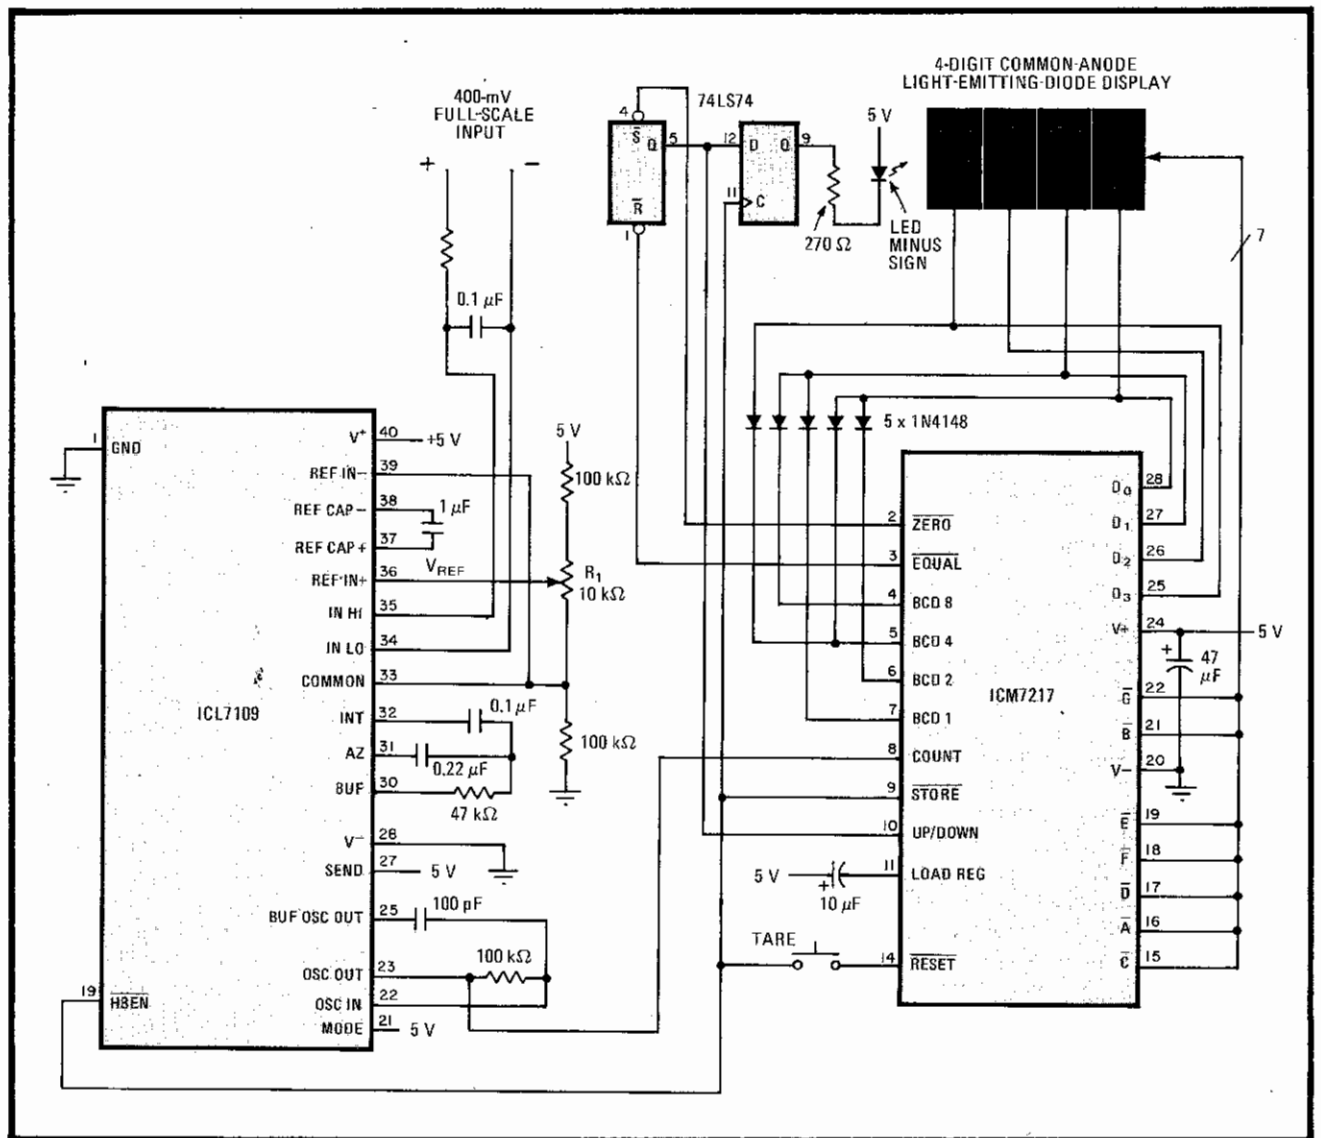 4-DIGIT COMMON-ANODE
LIGHT-EMITTING-DIODE DISPLAY
400-mV
FULL-SCALE
INPUT
+
−
74LS74
4
S̅
Q
5
R̅
1
12
D
Q
9
11
C
5 V
270 Ω
LED
MINUS
SIGN
7
0.1 µF
5 x 1N4148
ICL7109
1
GND
V⁺
40
+5 V
REF IN−
39
REF CAP−
38
1 µF
REF CAP+
37
V_REF
REF IN+
36
IN HI
35
IN LO
34
COMMON
33
INT
32
0.1 µF
AZ
31
0.22 µF
BUF
30
47 kΩ
V⁻
28
SEND
27
5 V
BUF OSC OUT
25
100 pF
OSC OUT
23
100 kΩ
OSC IN
22
MODE
21
5 V
19
H̅B̅E̅N̅
5 V
100 kΩ
R₁
10 kΩ
100 kΩ
ICM7217
2
Z̅E̅R̅O̅
3
E̅Q̅U̅A̅L̅
4
BCD 8
5
BCD 4
6
BCD 2
7
BCD 1
8
COUNT
9
S̅T̅O̅R̅E̅
10
UP/DOWN
5 V
+
10 µF
11
LOAD REG
TARE
14
R̅E̅S̅E̅T̅
D₀
28
D₁
27
D₂
26
D₃
25
V+
24
5 V
+
47
µF
G̅
22
B̅
21
V−
20
E̅
19
F̅
18
D̅
17
A̅
16
C̅
15